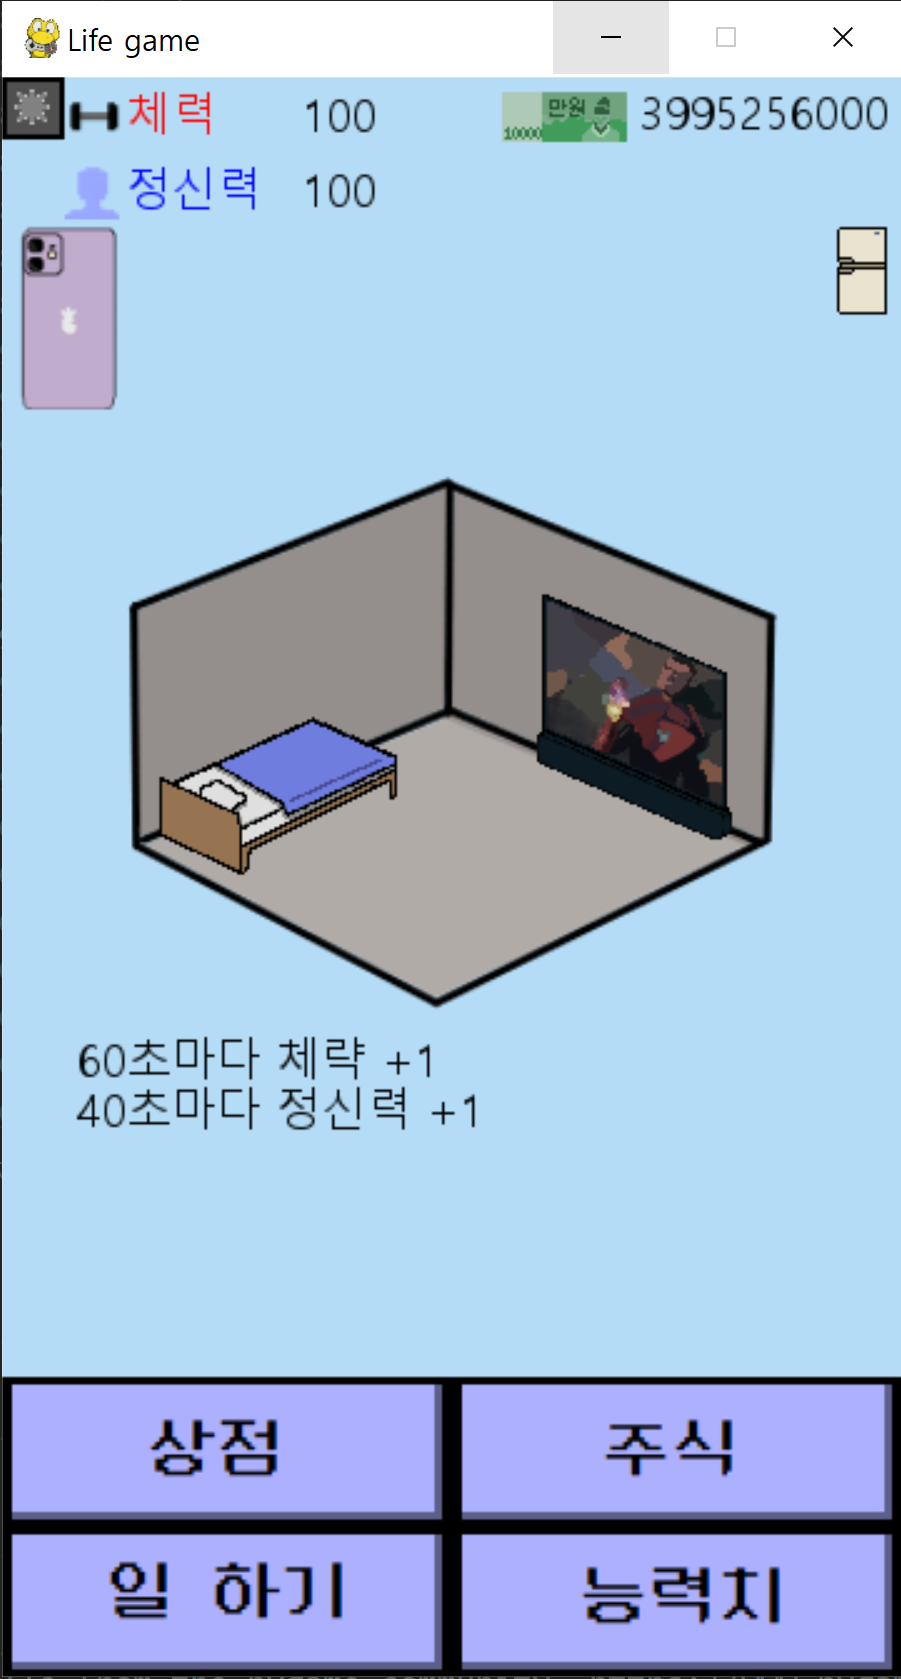 Life game
체력 100
10000 만원 3995256000
정신력 100
60초마다 체략 +1
40초마다 정신력 +1
상점
주식
일 하기
능력치